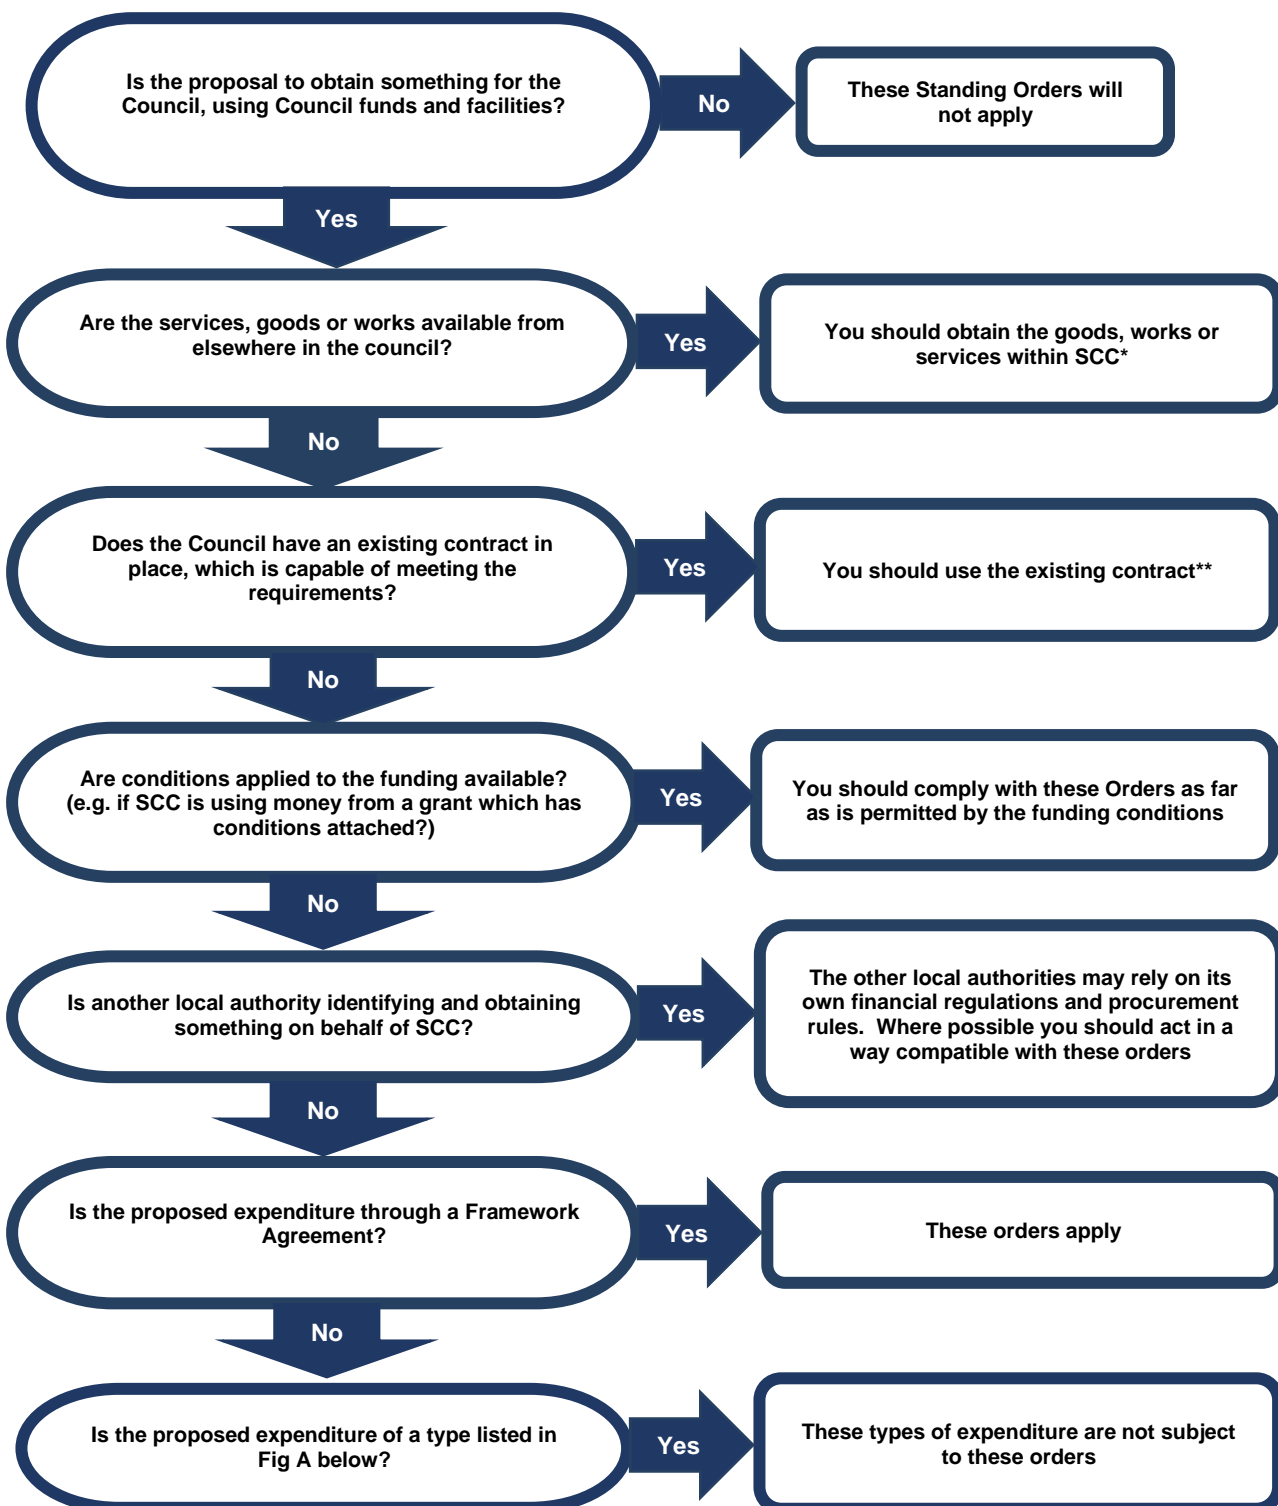 Is the proposal to obtain something for the
Council, using Council funds and facilities?
No
These Standing Orders will
not apply
Yes
Are the services, goods or works available from
elsewhere in the council?
Yes
You should obtain the goods, works or
services within SCC*
No
Does the Council have an existing contract in
place, which is capable of meeting the
requirements?
Yes
You should use the existing contract**
No
Are conditions applied to the funding available?
(e.g. if SCC is using money from a grant which has
conditions attached?)
Yes
You should comply with these Orders as far
as is permitted by the funding conditions
No
Is another local authority identifying and obtaining
something on behalf of SCC?
Yes
The other local authorities may rely on its
own financial regulations and procurement
rules.  Where possible you should act in a
way compatible with these orders
No
Is the proposed expenditure through a Framework
Agreement?
Yes
These orders apply
No
Is the proposed expenditure of a type listed in
Fig A below?
Yes
These types of expenditure are not subject
to these orders